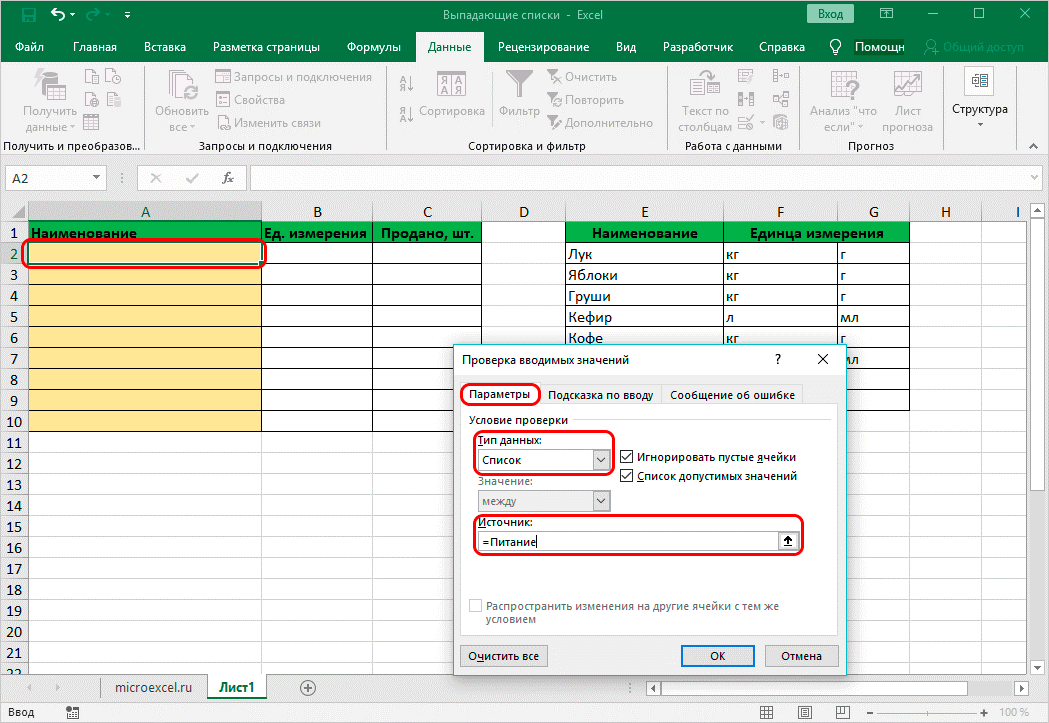 Выпадающие списки - Excel
Вход
Файл Главная Вставка Разметка страницы Формулы Данные Рецензирование Вид Разработчик Справка Помощн Общий доступ
Получить данные
Обновить все
Запросы и подключения
Свойства
Изменить связи
Сортировка
Фильтр
Очистить
Повторить
Дополнительно
Текст по столбцам
Анализ "что если"
Лист прогноза
Структура
Получить и преобразов... Запросы и подключения Сортировка и фильтр Работа с данными Прогноз
A2 fx
A B C D E F G H I
1 Наименование Ед. измерения Продано, шт. Наименование Единца измерения
2 Лук кг г
3 Яблоки кг г
4 Груши кг г
5 Кефир л мл
6 Кофе кг г
7 мл
8
9
10
11
12
13
14
15
16
17
18
19
20
21
22
Проверка вводимых значений ?
Параметры Подсказка по вводу Сообщение об ошибке
Условие проверки
Тип данных:
Список
Игнорировать пустые ячейки
Список допустимых значений
Значение:
между
Источник:
=Питание
Распространить изменения на другие ячейки с тем же
условием
Очистить все ОК Отмена
microexcel.ru Лист1
Ввод 100 %